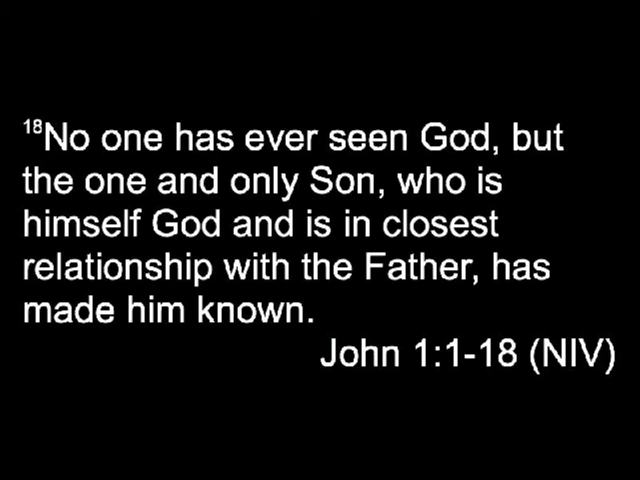 ¹⁸No one has ever seen God, but
the one and only Son, who is
himself God and is in closest
relationship with the Father, has
made him known.
John 1:1-18 (NIV)